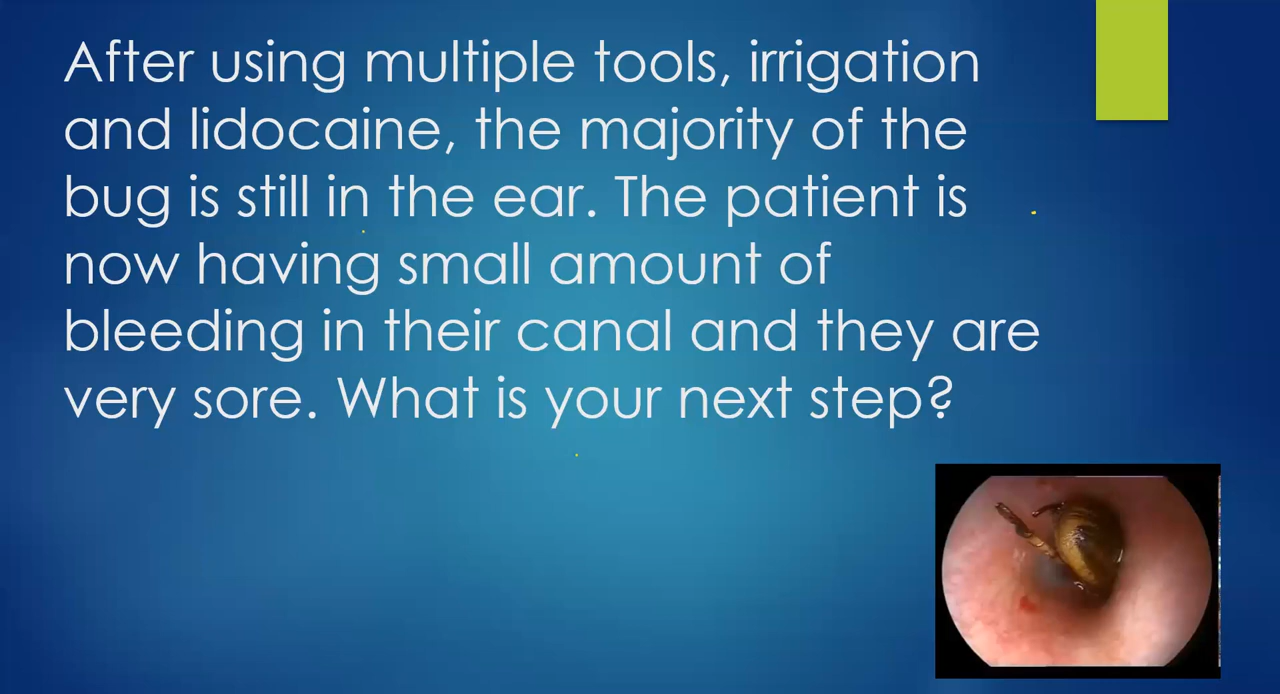 After using multiple tools, irrigation
and lidocaine, the majority of the
bug is still in the ear. The patient is
now having small amount of
bleeding in their canal and they are
very sore. What is your next step?